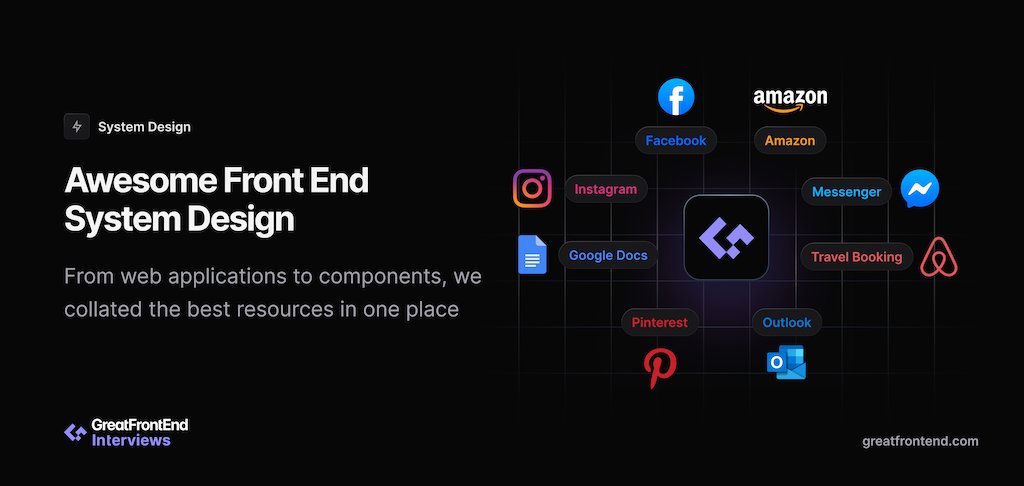 System Design
Awesome Front End
System Design
From web applications to components, we
collated the best resources in one place
GreatFrontEnd
Interviews
amazon
Facebook
Amazon
Instagram
Messenger
Google Docs
Travel Booking
Pinterest
Outlook
O
greatfrontend.com